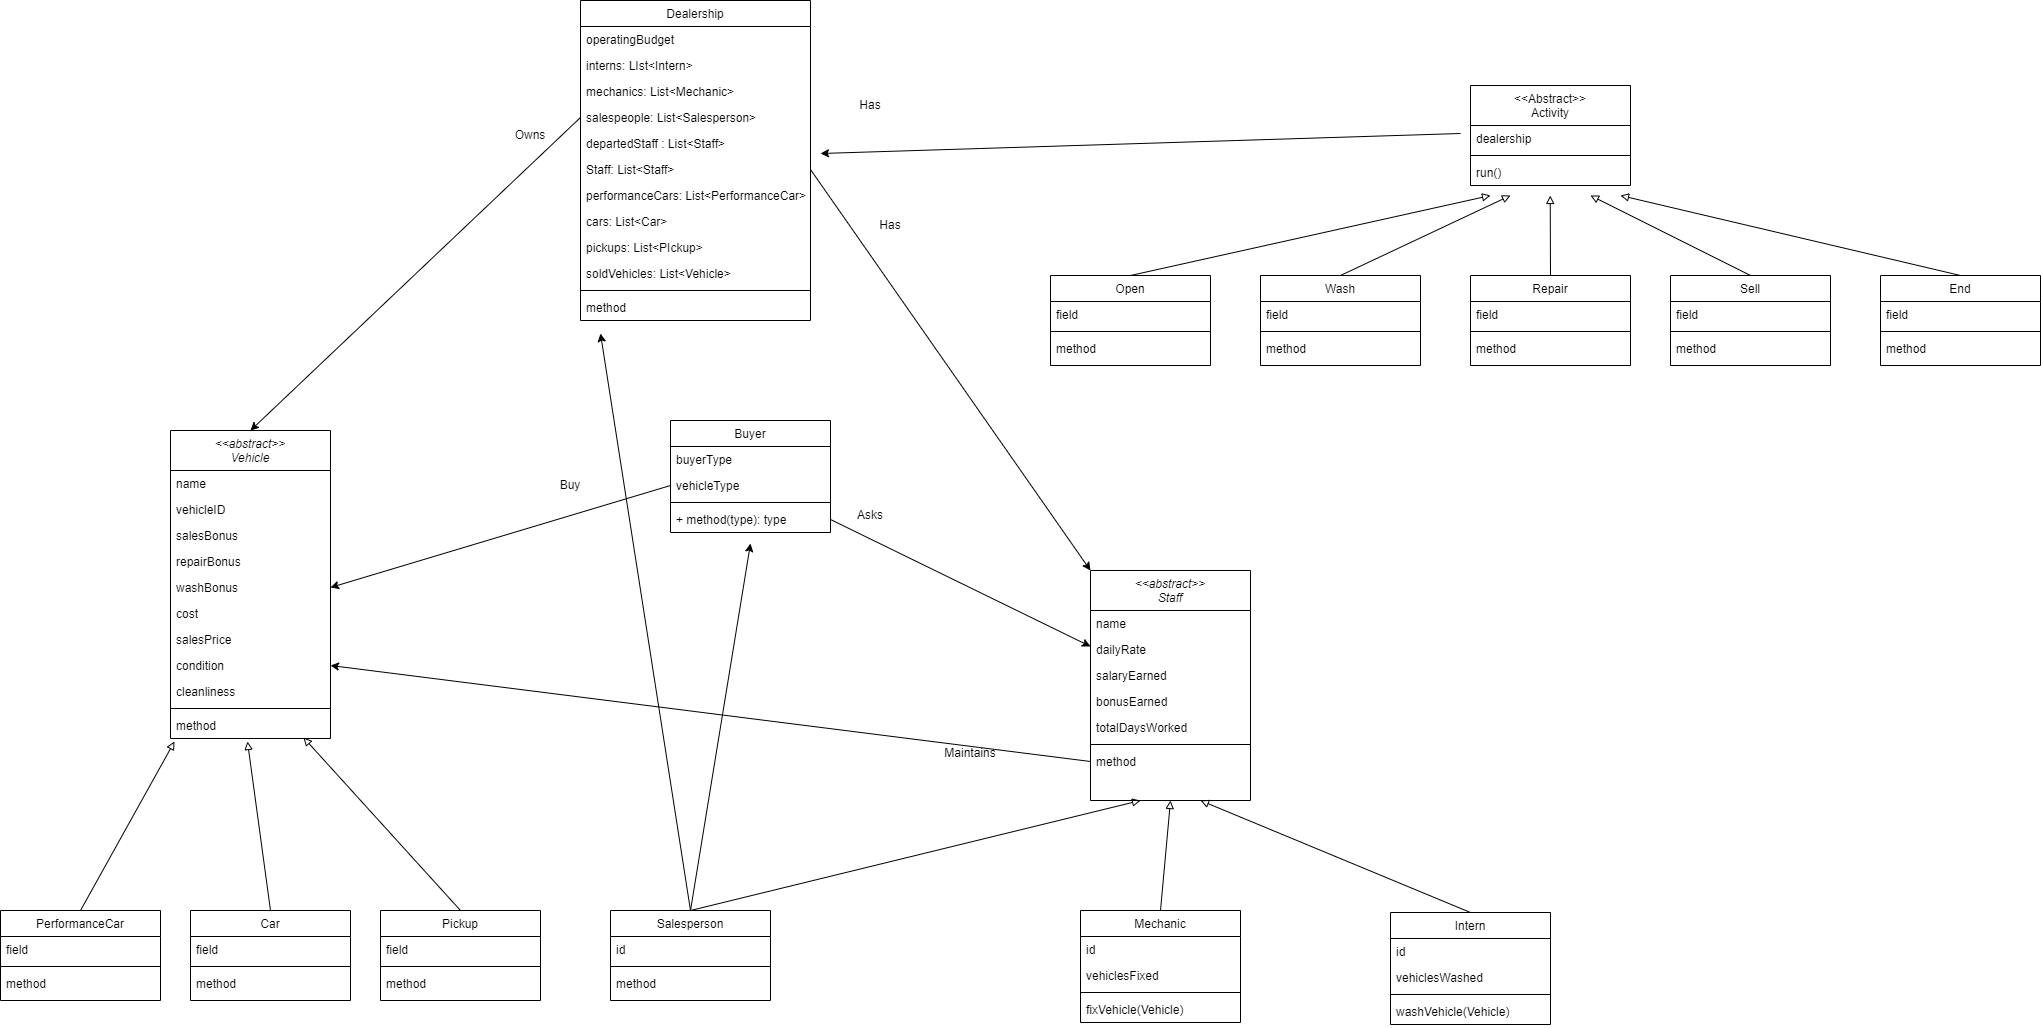 Dealership
operatingBudget
interns: LIst<Intern>
mechanics: List<Mechanic>
salespeople: List<Salesperson>
departedStaff : List<Staff>
Staff: List<Staff>
performanceCars: List<PerformanceCar>
cars: List<Car>
pickups: List<PIckup>
soldVehicles: List<Vehicle>
method
Owns
Has
Has
<<Abstract>>
Activity
dealership
run()
Open
field
method
Wash
field
method
Repair
field
method
Sell
field
method
End
field
method
<<abstract>>
Vehicle
name
vehicleID
salesBonus
repairBonus
washBonus
cost
salesPrice
condition
cleanliness
method
Buy
Buyer
buyerType
vehicleType
+ method(type): type
Asks
<<abstract>>
Staff
name
dailyRate
salaryEarned
bonusEarned
totalDaysWorked
method
Maintains
PerformanceCar
field
method
Car
field
method
Pickup
field
method
Salesperson
id
method
Mechanic
id
vehiclesFixed
fixVehicle(Vehicle)
Intern
id
vehiclesWashed
washVehicle(Vehicle)